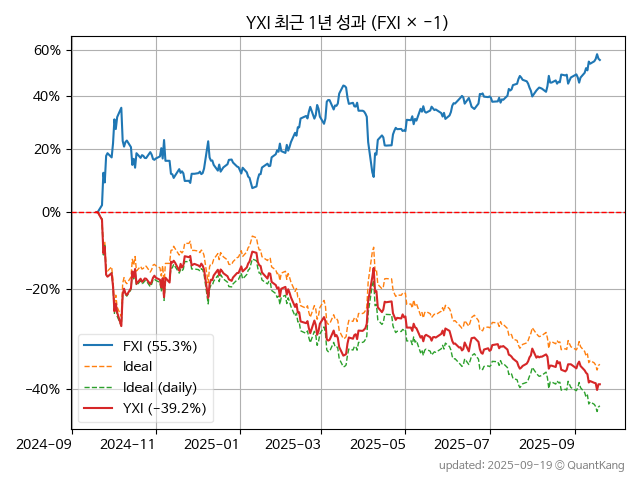 YXI 최근 1년 성과 (FXI × −1)
60%
40%
20%
0%
−20%
−40%
FXI (55.3%)
Ideal
Ideal (daily)
YXI (−39.2%)
2024-09
2024-11
2025-01
2025-03
2025-05
2025-07
2025-09
updated: 2025-09-19 © QuantKang